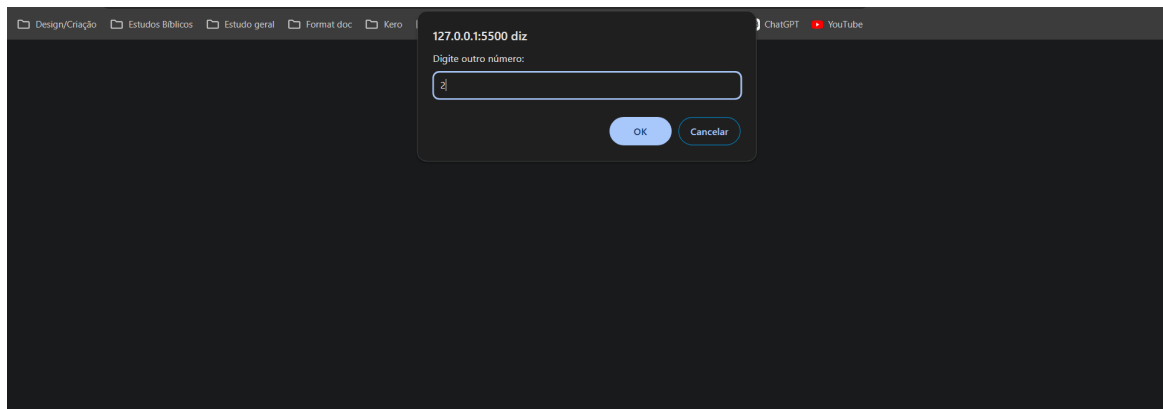 Design/Criação Estudos Bíblicos Estudo geral Format doc Kero ChatGPT YouTube
127.0.0.1:5500 diz
Digite outro número:
2
OK Cancelar